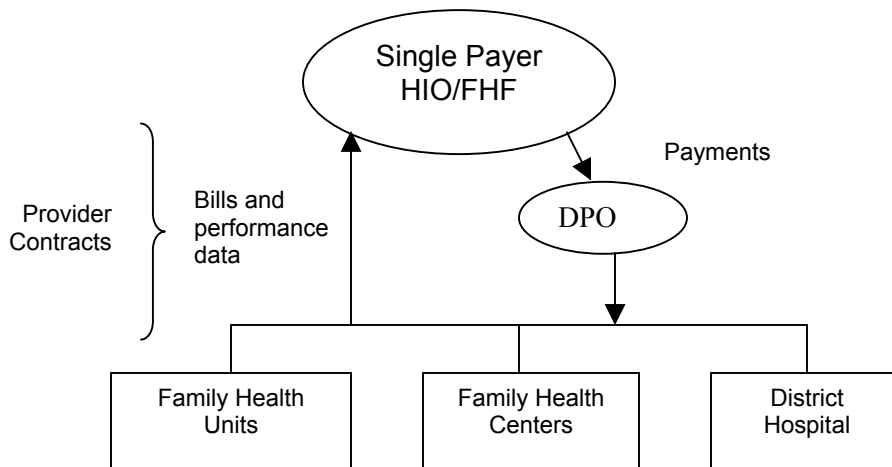 Single Payer
HIO/FHF
Payments
DPO
Provider
Contracts
Bills and
performance
data
Family Health
Units
Family Health
Centers
District
Hospital